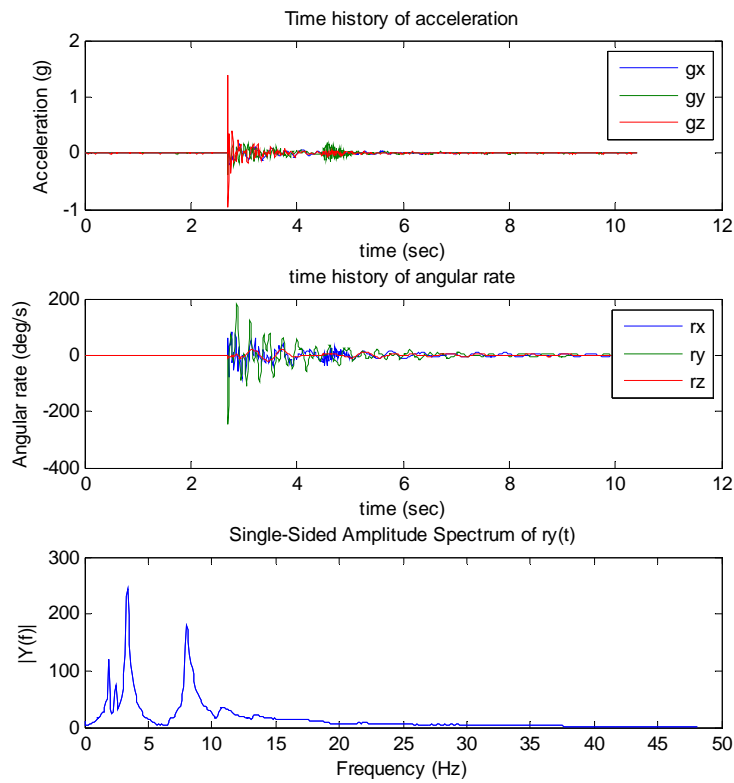 Time history of acceleration
Acceleration (g)
2
1
0
-1
gx
gy
gz
0 2 4 6 8 10 12
time (sec)
time history of angular rate
Angular rate (deg/s)
200
0
-200
-400
rx
ry
rz
0 2 4 6 8 10 12
time (sec)
Single-Sided Amplitude Spectrum of ry(t)
|Y(f)|
300
200
100
0
0 5 10 15 20 25 30 35 40 45 50
Frequency (Hz)